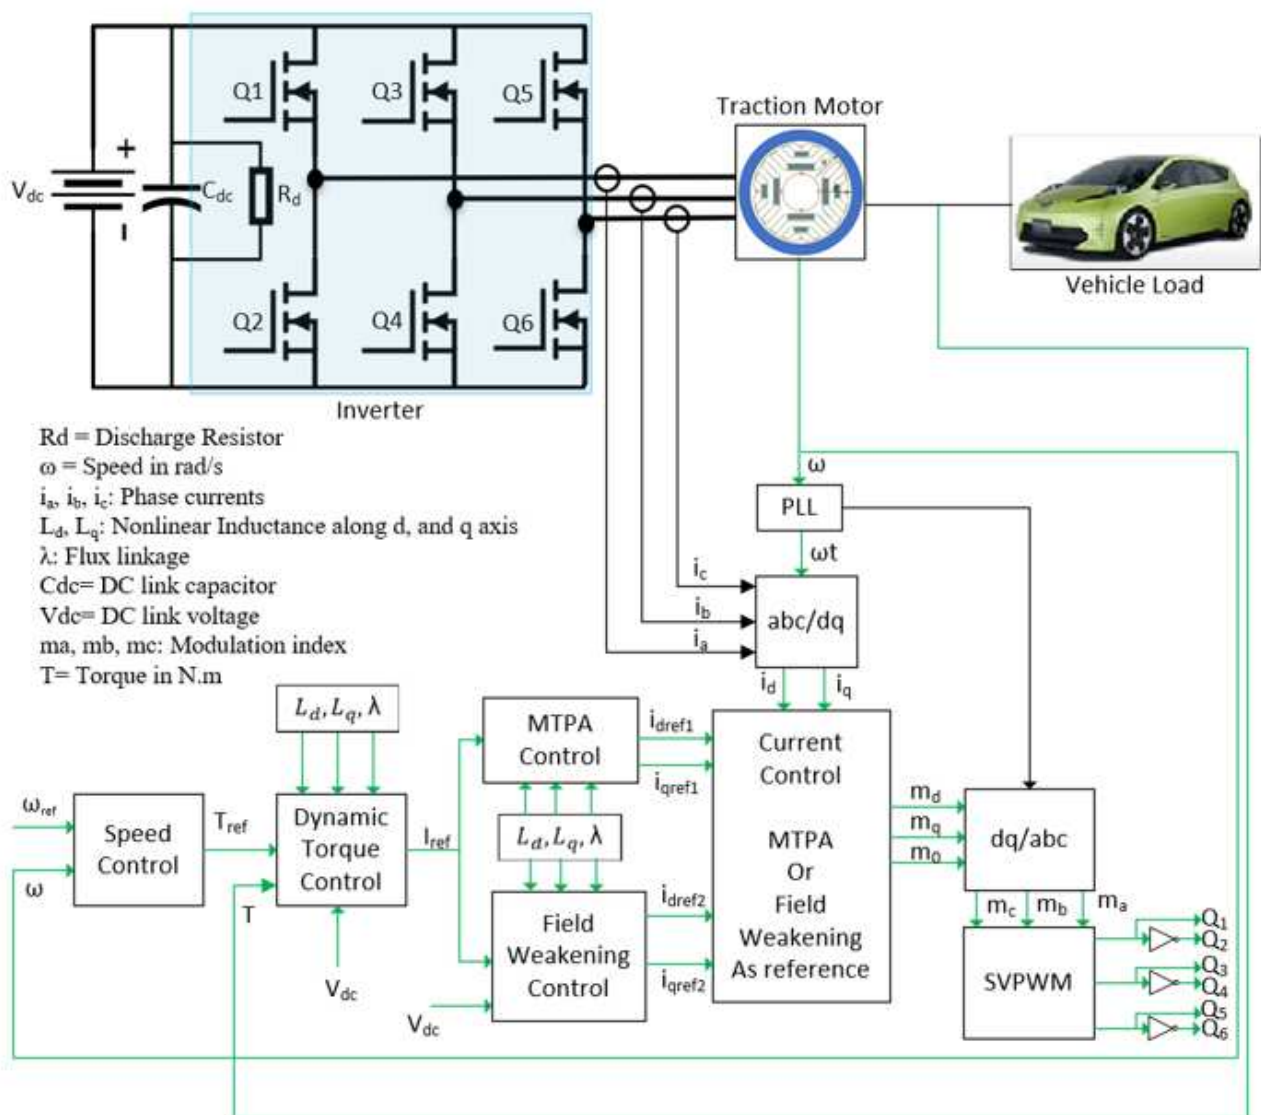 Q1
Q3
Q5
Traction Motor
+
V_dc
C_dc
R_d
-
Vehicle Load
Q2
Q4
Q6
Inverter
Rd = Discharge Resistor
ω = Speed in rad/s
i_a, i_b, i_c: Phase currents
L_d, L_q: Nonlinear Inductance along d, and q axis
λ: Flux linkage
Cdc= DC link capacitor
Vdc= DC link voltage
ma, mb, mc: Modulation index
T= Torque in N.m
ω
PLL
ωt
i_c
i_b
i_a
abc/dq
i_d
i_q
L_d, L_q, λ
MTPA
Control
i_dref1
i_qref1
Current
Control
MTPA
Or
Field
Weakening
As reference
ω_ref
Speed
Control
ω
T_ref
Dynamic
Torque
Control
T
V_dc
I_ref
L_d, L_q, λ
Field
Weakening
Control
V_dc
i_dref2
i_qref2
m_d
m_q
m_0
dq/abc
m_c
m_b
m_a
SVPWM
Q_1
Q_2
Q_3
Q_4
Q_5
Q_6